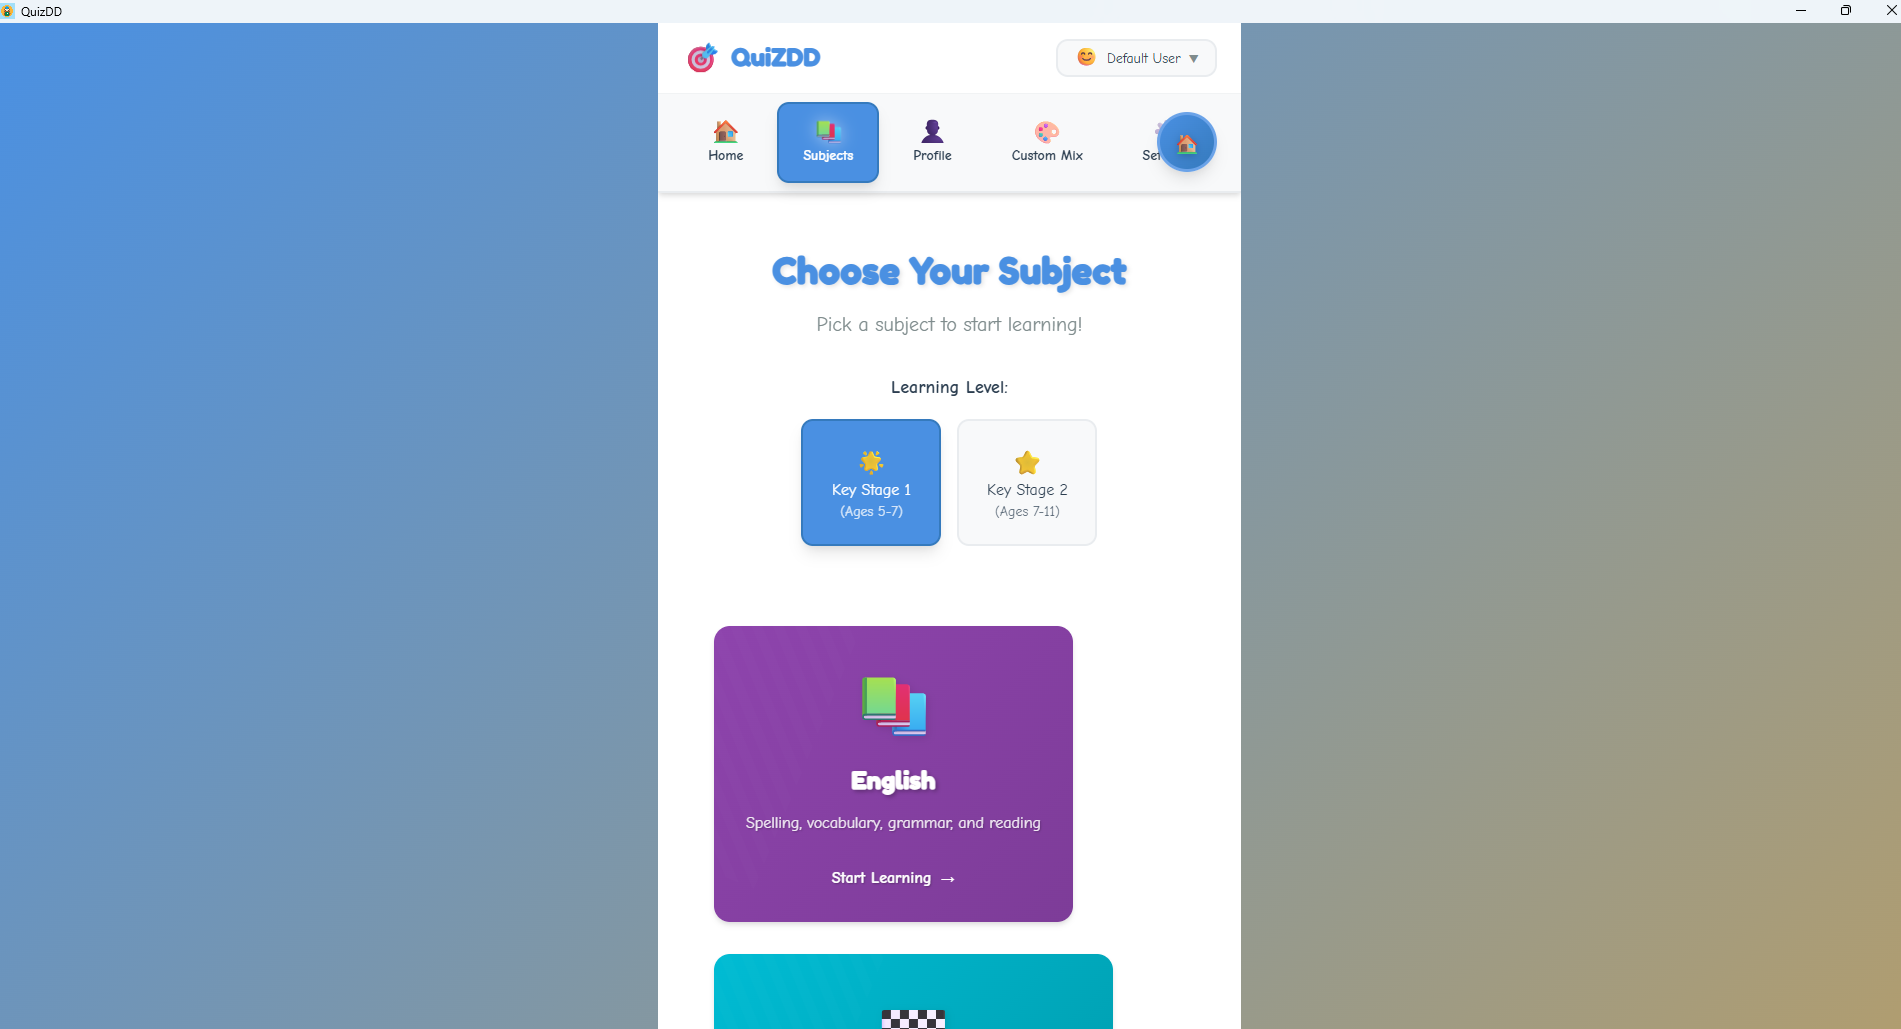 QuizDD
QuiZDD
Default User
Home
Subjects
Profile
Custom Mix
Choose Your Subject
Pick a subject to start learning!
Learning Level:
Key Stage 1
(Ages 5-7)
Key Stage 2
(Ages 7-11)
English
Spelling, vocabulary, grammar, and reading
Start Learning →